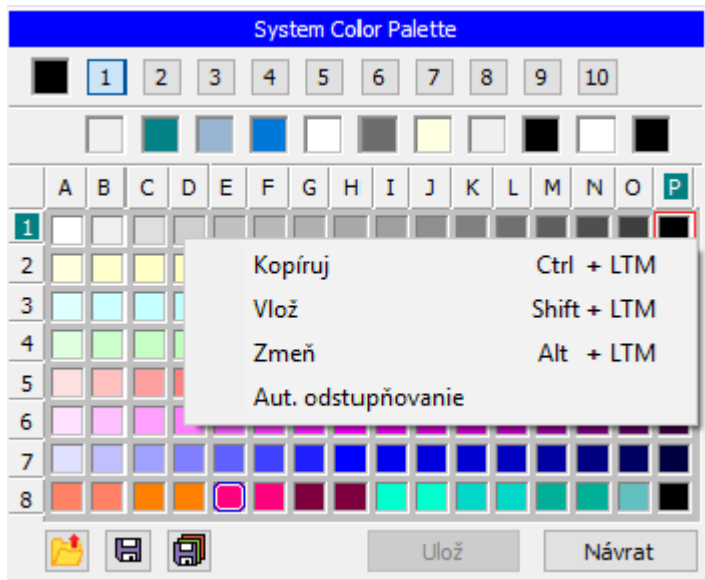 System Color Palette
1 2 3 4 5 6 7 8 9 10
A B C D E F G H I J K L M N O P
1
2
Kopíruj Ctrl + LTM
3
Vlož Shift + LTM
4
Zmeň Alt + LTM
5
Aut. odstupňovanie
6
7
8
Ulož Návrat